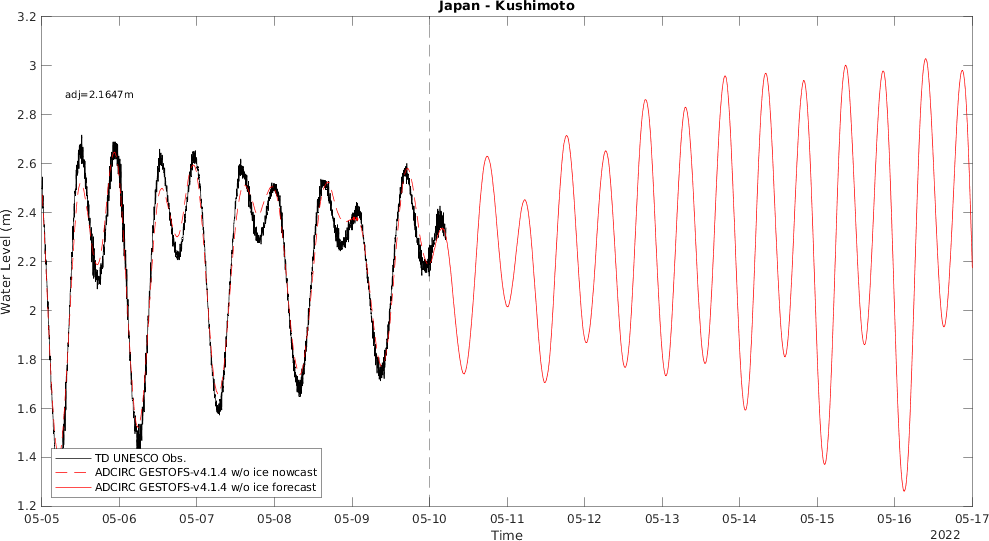 Japan - Kushimoto
3.2
3
2.8
2.6
2.4
2.2
2
1.8
1.6
1.4
1.2
Water Level (m)
adj=2.1647m
TD UNESCO Obs.
ADCIRC GESTOFS-v4.1.4 w/o ice nowcast
ADCIRC GESTOFS-v4.1.4 w/o ice forecast
05-05 05-06 05-07 05-08 05-09 05-10 05-11 05-12 05-13 05-14 05-15 05-16 05-17
Time
2022